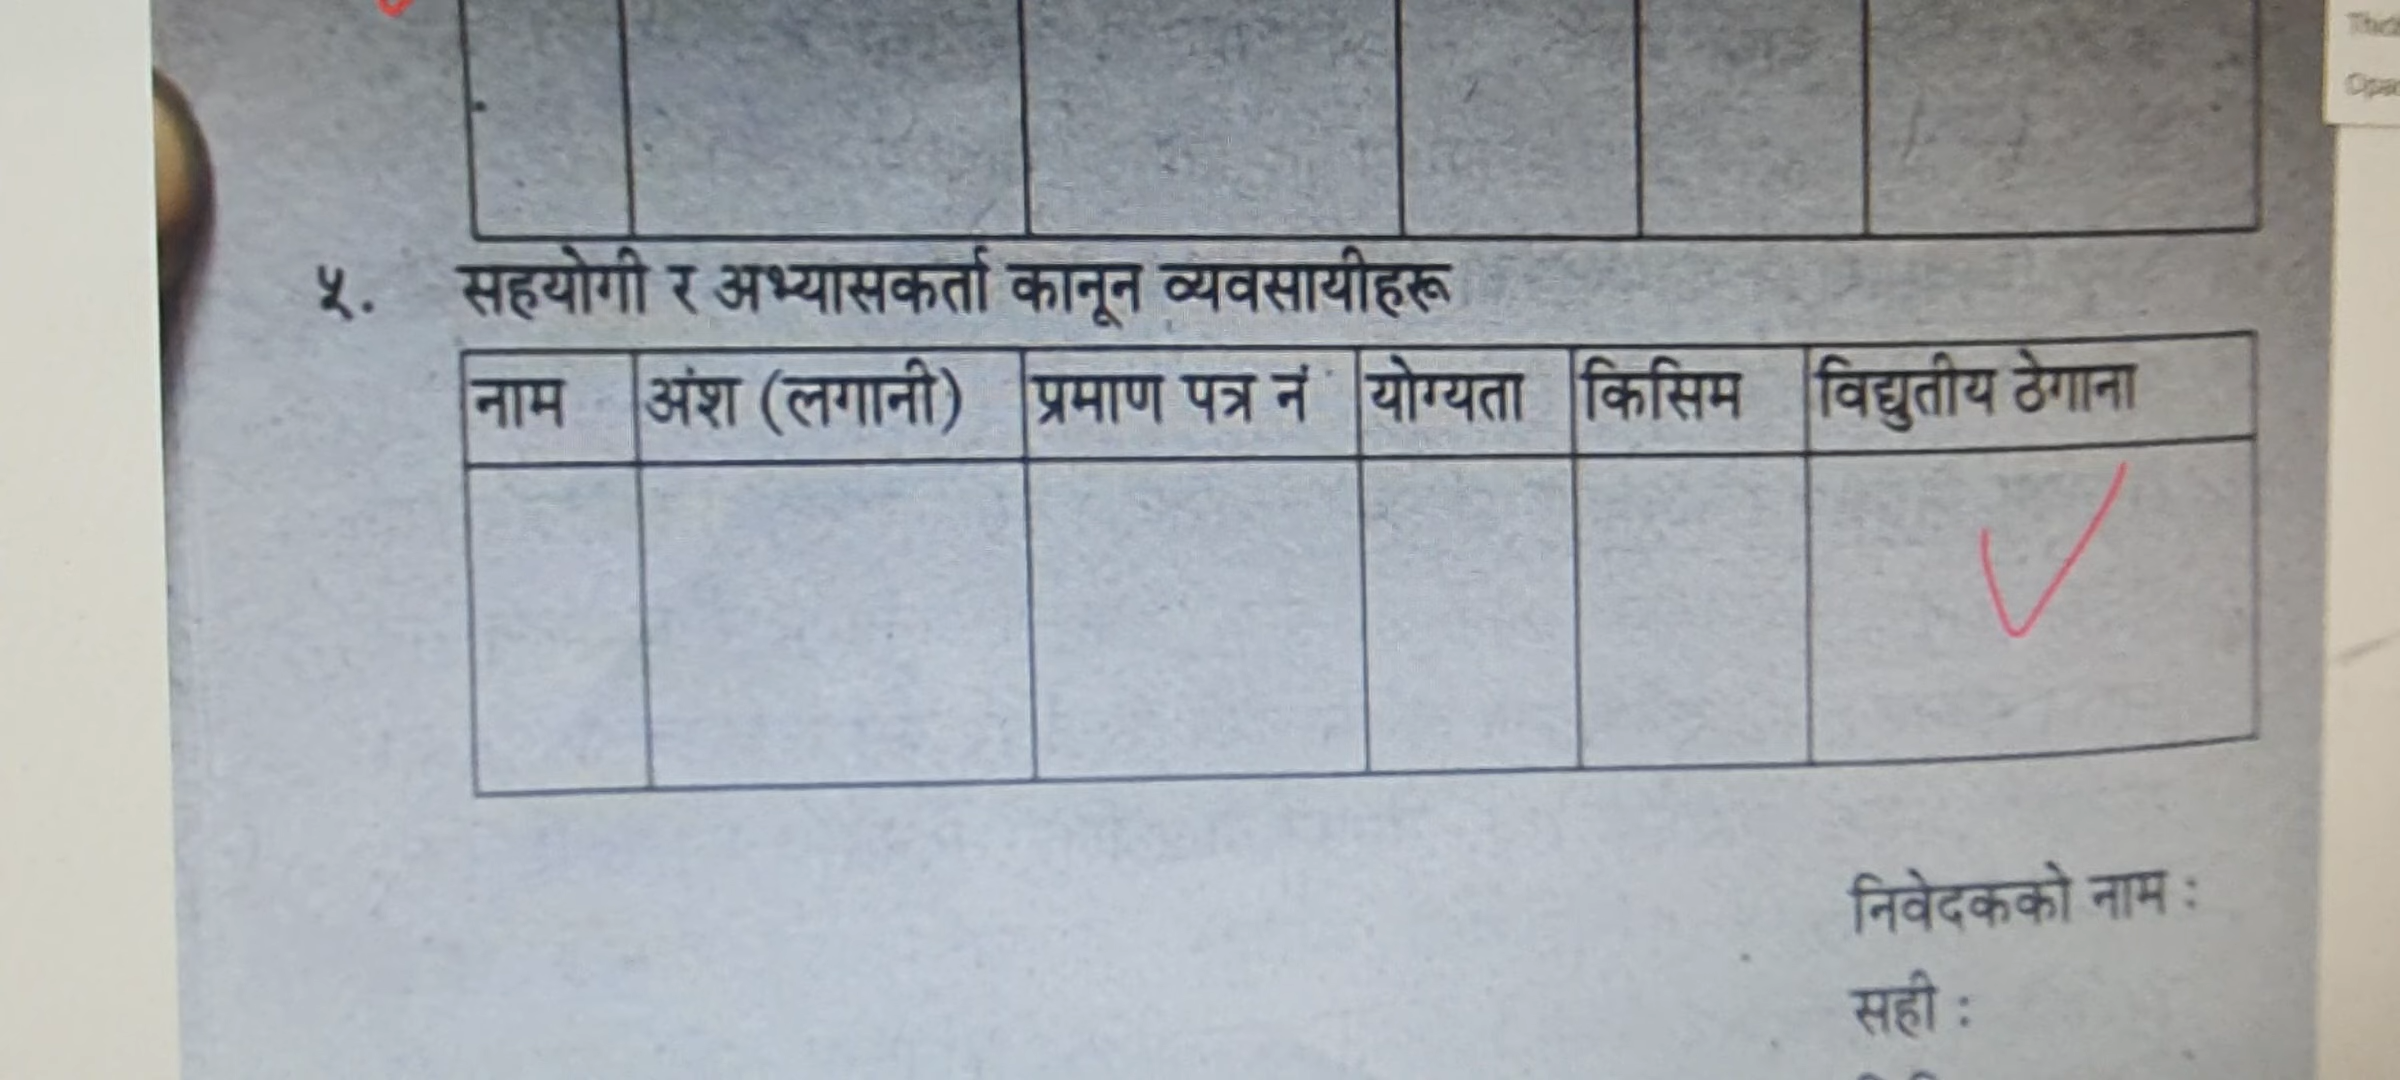 ५. सहयोगी र अभ्यासकर्ता कानून व्यवसायीहरू
नाम अंश (लगानी) प्रमाण पत्र नं योग्यता किसिम विद्युतीय ठेगाना
निवेदकको नाम :
सही :